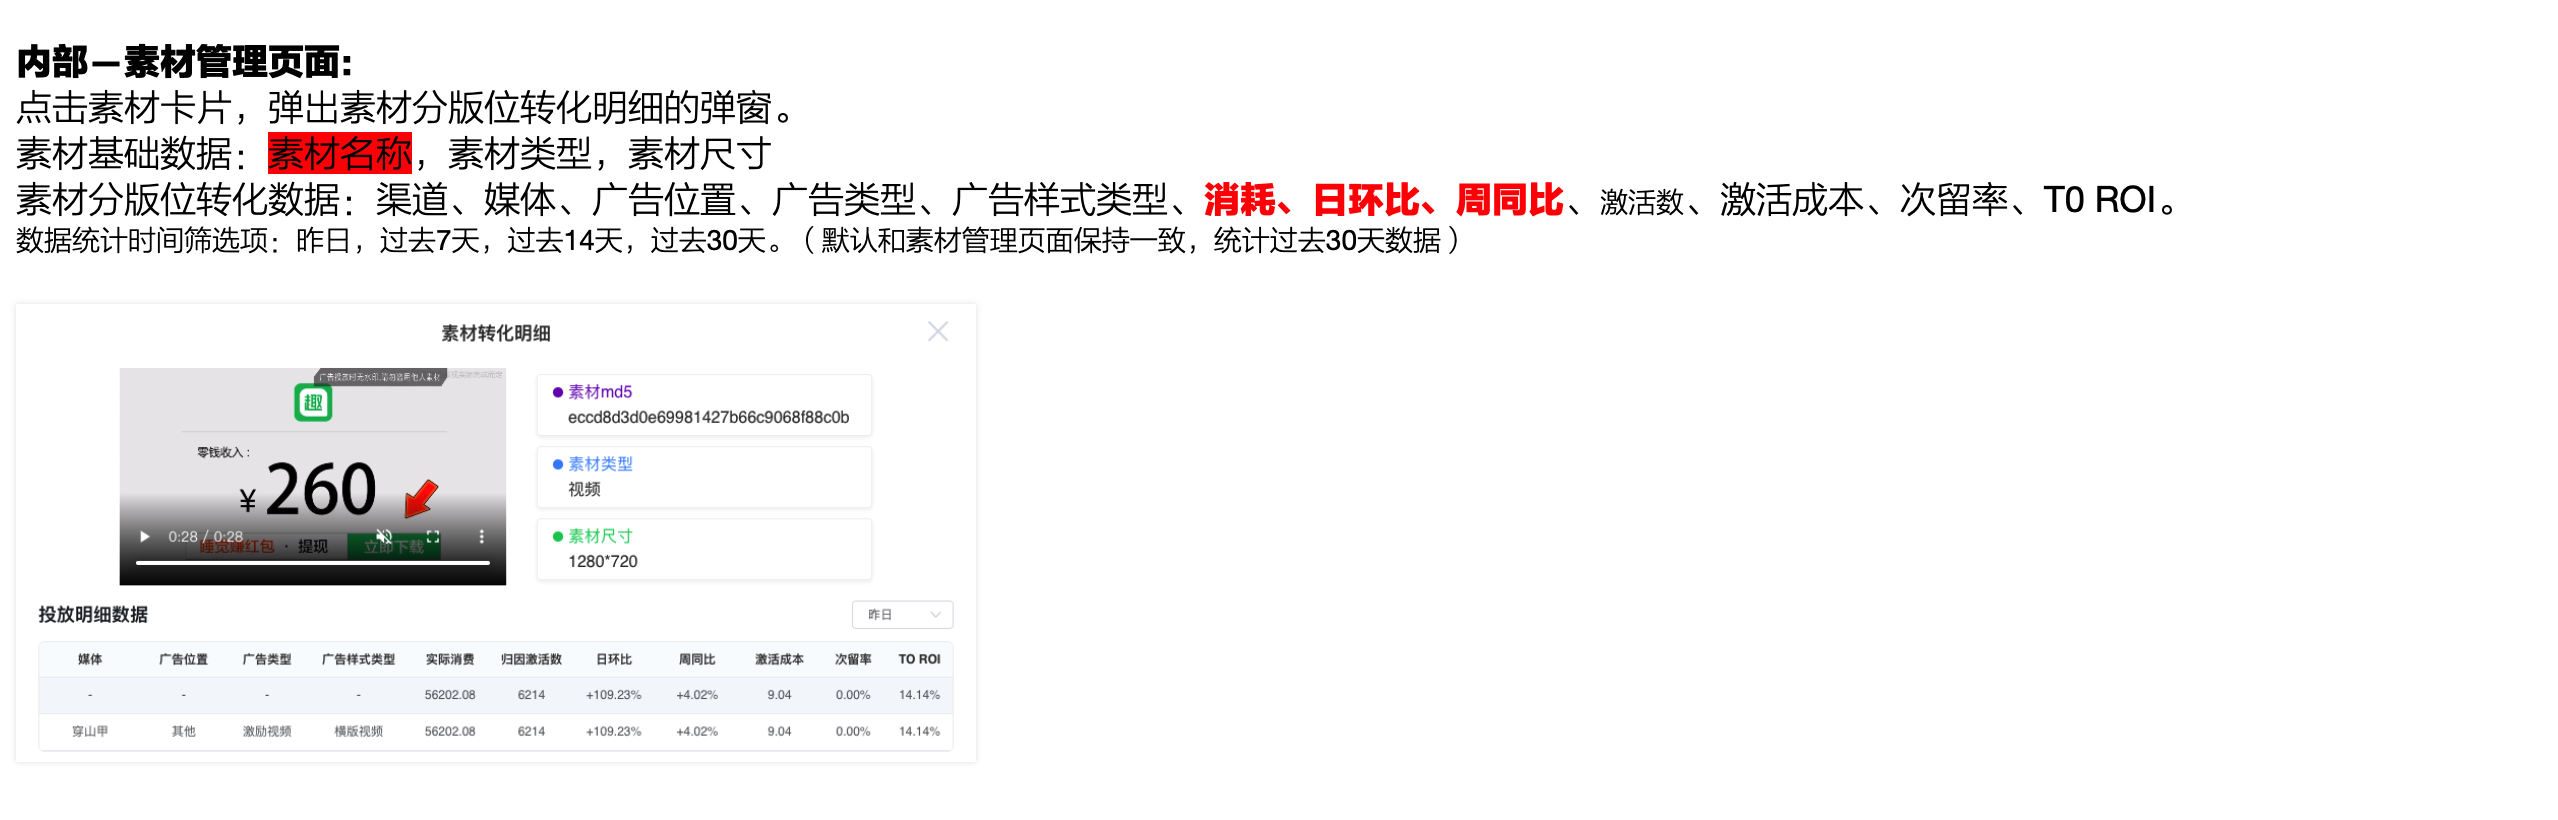 内部—素材管理页面:
点击素材卡片，弹出素材分版位转化明细的弹窗。
素材基础数据：素材名称，素材类型，素材尺寸
素材分版位转化数据：渠道、媒体、广告位置、广告类型、广告样式类型、消耗、日环比、周同比、激活数、激活成本、次留率、T0 ROI。
数据统计时间筛选项：昨日，过去7天，过去14天，过去30天。（默认和素材管理页面保持一致，统计过去30天数据）
素材转化明细
趣
零钱收入：
¥ 260
0:28 / 0:28
睡觉赚红包 · 提现 立即下载
素材md5
eccd8d3d0e69981427b66c9068f88c0b
素材类型
视频
素材尺寸
1280*720
投放明细数据 昨日
媒体 广告位置 广告类型 广告样式类型 实际消费 归因激活数 日环比 周同比 激活成本 次留率 TO ROI
- - - - 56202.08 6214 +109.23% +4.02% 9.04 0.00% 14.14%
穿山甲 其他 激励视频 横版视频 56202.08 6214 +109.23% +4.02% 9.04 0.00% 14.14%